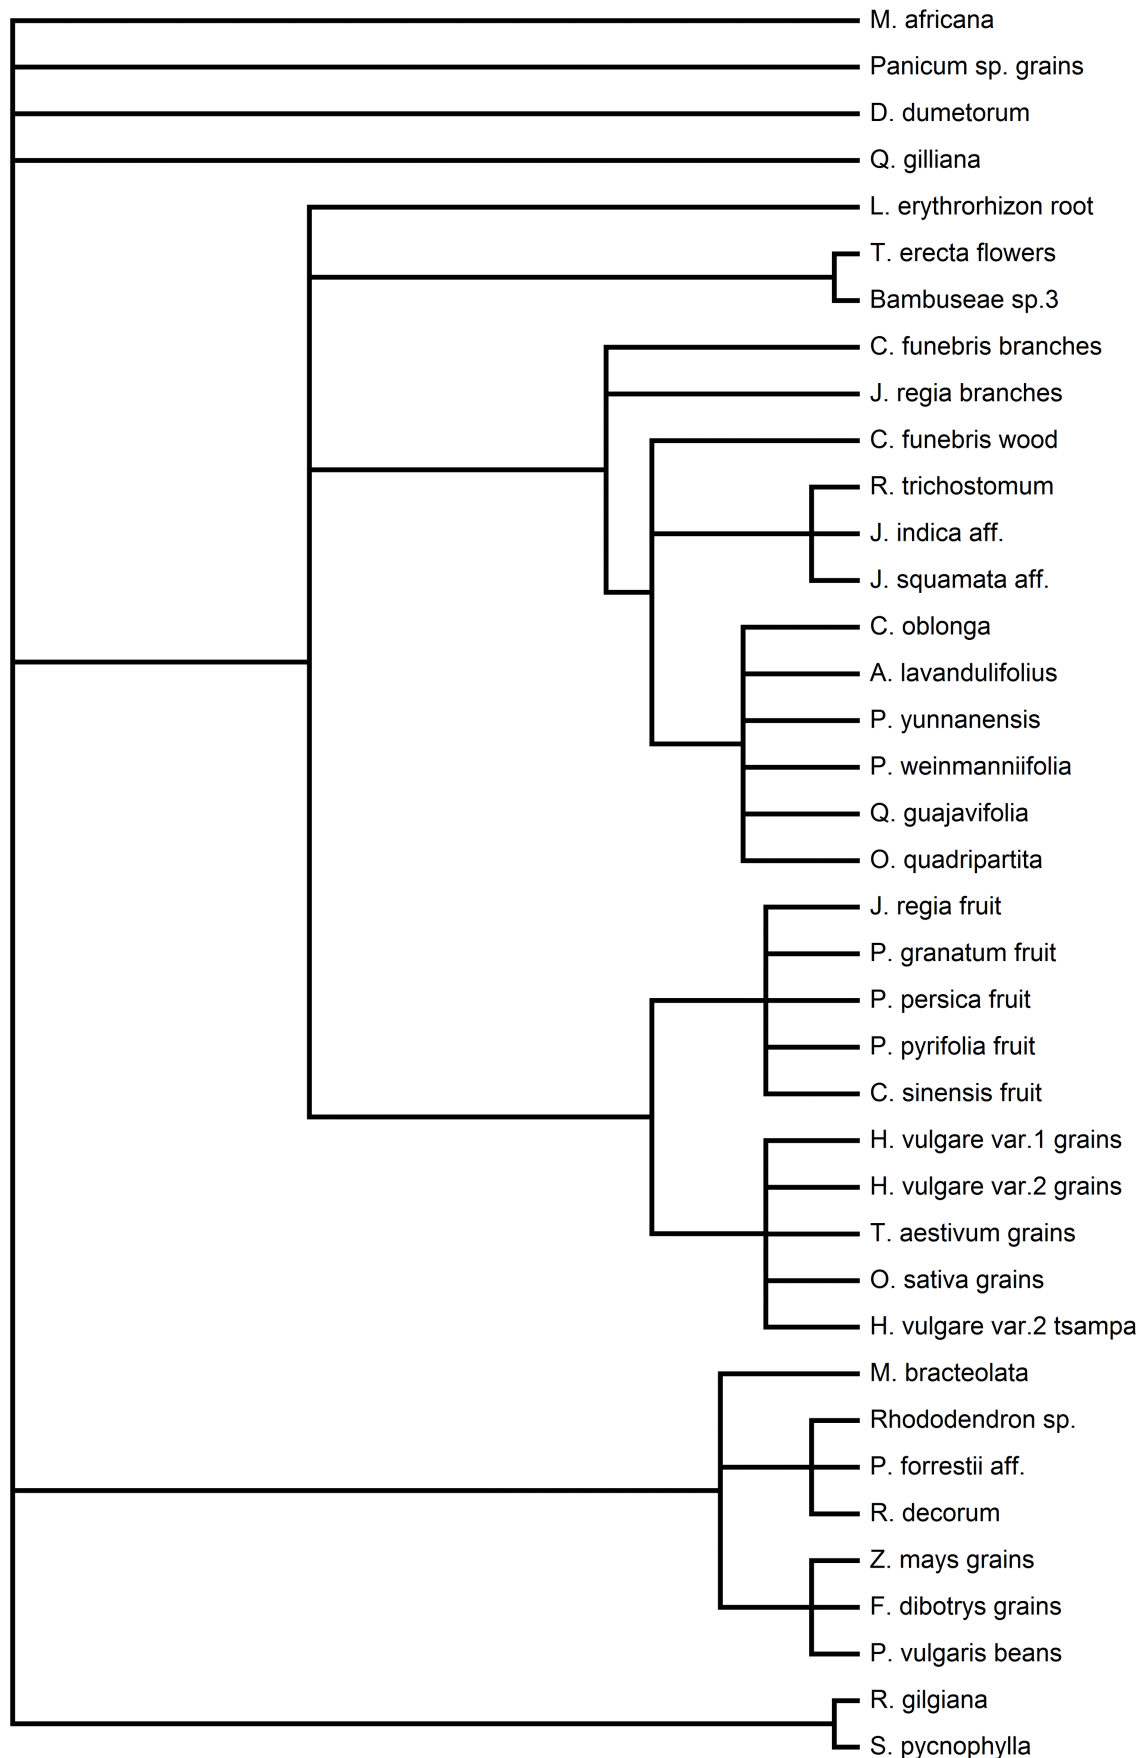 M. africana
Panicum sp. grains
D. dumetorum
Q. gilliana
L. erythrorhizon root
T. erecta flowers
Bambuseae sp.3
C. funebris branches
J. regia branches
C. funebris wood
R. trichostomum
J. indica aff.
J. squamata aff.
C. oblonga
A. lavandulifolius
P. yunnanensis
P. weinmanniifolia
Q. guajavifolia
O. quadripartita
J. regia fruit
P. granatum fruit
P. persica fruit
P. pyrifolia fruit
C. sinensis fruit
H. vulgare var.1 grains
H. vulgare var.2 grains
T. aestivum grains
O. sativa grains
H. vulgare var.2 tsampa
M. bracteolata
Rhododendron sp.
P. forrestii aff.
R. decorum
Z. mays grains
F. dibotrys grains
P. vulgaris beans
R. gilgiana
S. pycnophylla